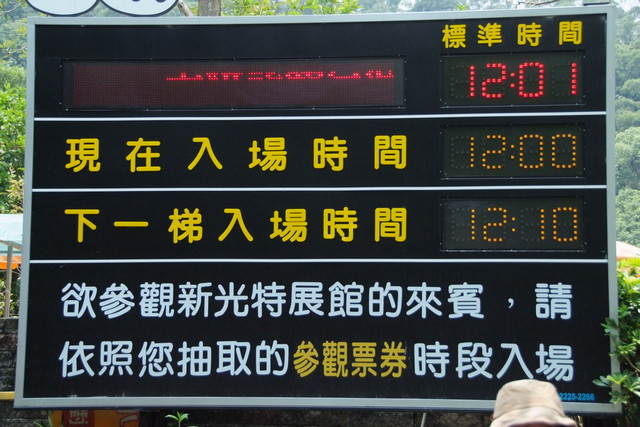 標準時間
12:01
現在入場時間 12:00
下一梯入場時間 12:10
欲參觀新光特展館的來賓，請
依照您抽取的參觀票券時段入場
2225-2266